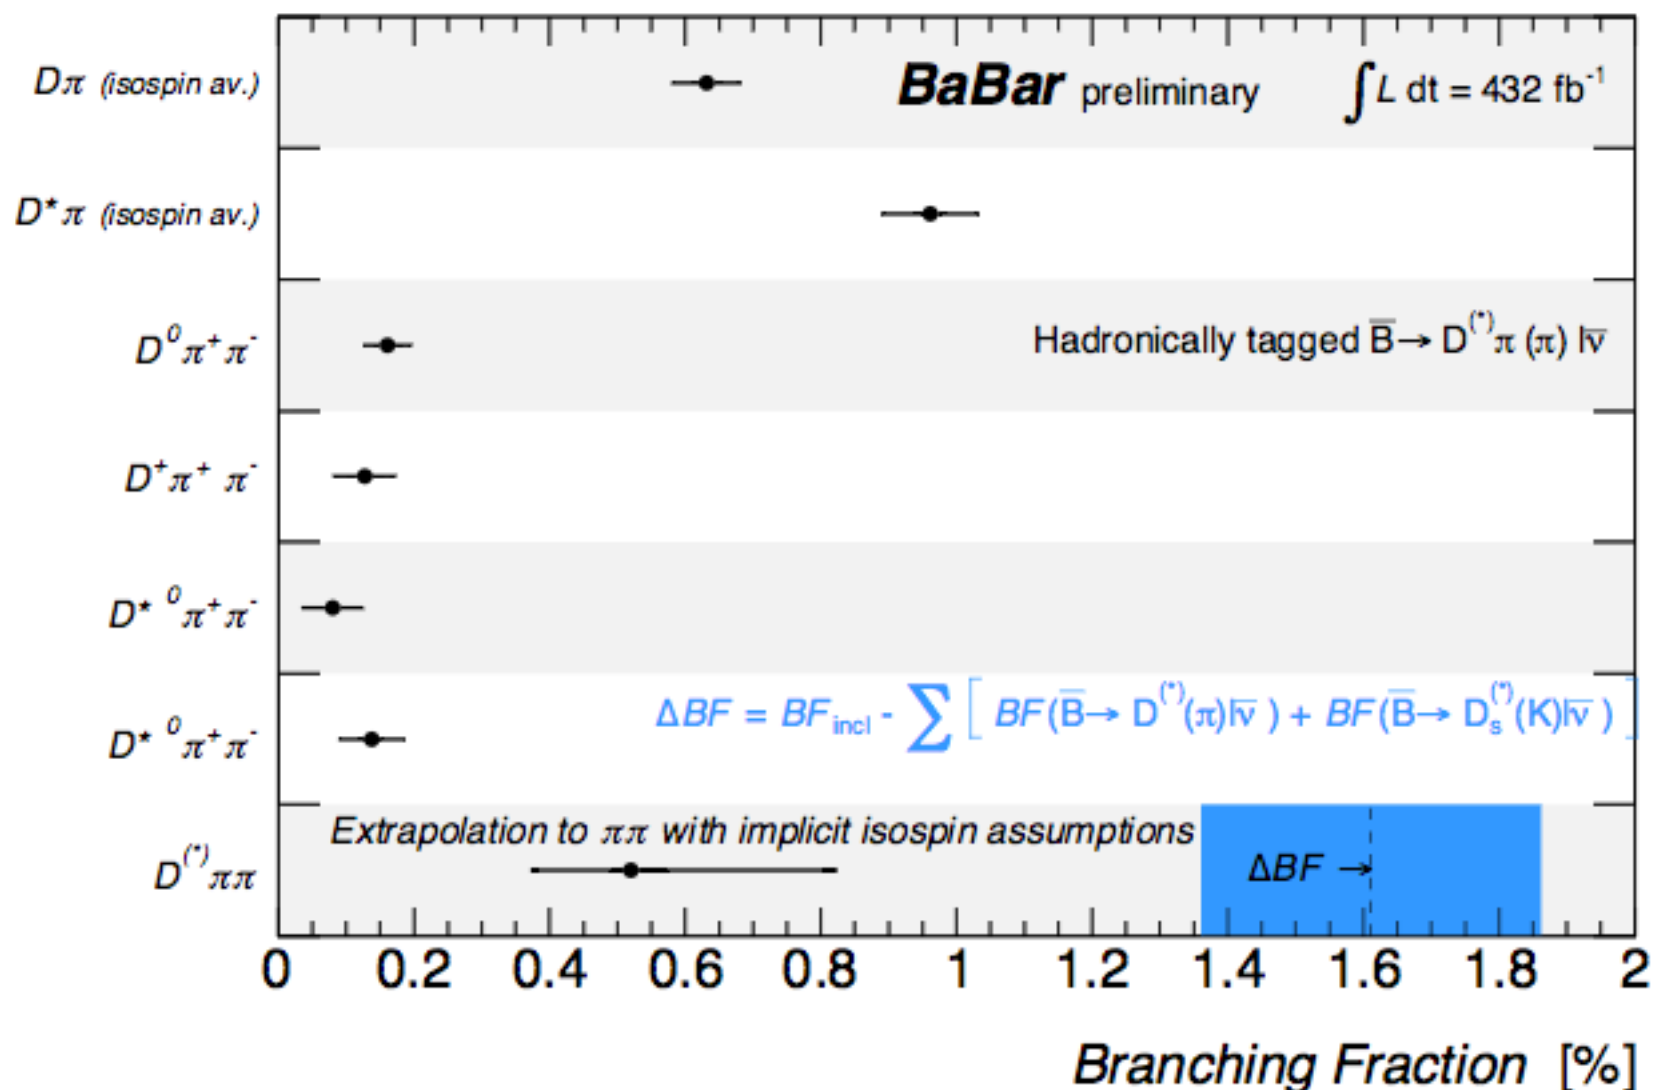 Dπ (isospin av.)
BaBar preliminary ∫L dt = 432 fb⁻¹
D*π (isospin av.)
D⁰π⁺π⁻
Hadronically tagged B̅→ D⁽*⁾π (π) lν̅
D⁺π⁺ π⁻
D* ⁰π⁺π⁻
ΔBF = BF_incl - ∑ [ BF(B̅→ D⁽*⁾(π)lν̅ ) + BF(B̅→ D_s⁽*⁾(K)lν̅ ) ]
D* ⁰π⁺π⁻
Extrapolation to ππ with implicit isospin assumptions
D⁽*⁾ππ
ΔBF →
0 0.2 0.4 0.6 0.8 1 1.2 1.4 1.6 1.8 2
Branching Fraction [%]